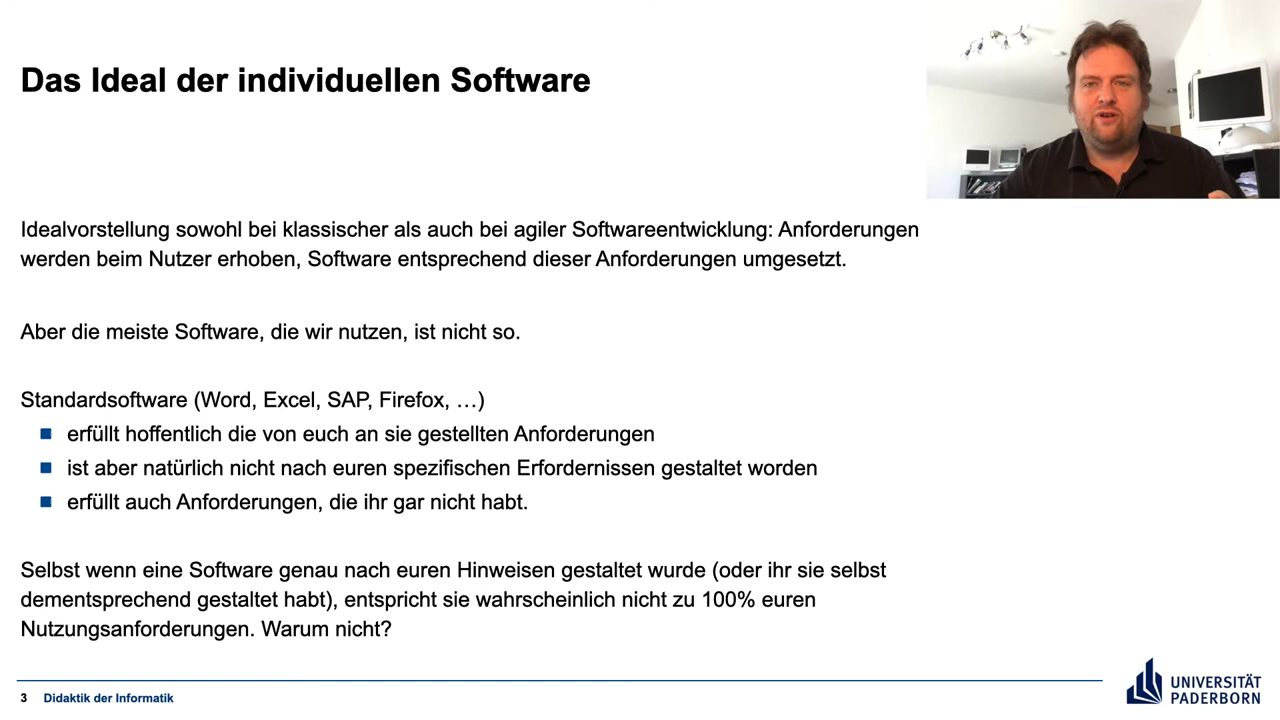 Das Ideal der individuellen Software
Idealvorstellung sowohl bei klassischer als auch bei agiler Softwareentwicklung: Anforderungen
werden beim Nutzer erhoben, Software entsprechend dieser Anforderungen umgesetzt.
Aber die meiste Software, die wir nutzen, ist nicht so.
Standardsoftware (Word, Excel, SAP, Firefox, …)
erfüllt hoffentlich die von euch an sie gestellten Anforderungen
ist aber natürlich nicht nach euren spezifischen Erfordernissen gestaltet worden
erfüllt auch Anforderungen, die ihr gar nicht habt.
Selbst wenn eine Software genau nach euren Hinweisen gestaltet wurde (oder ihr sie selbst
dementsprechend gestaltet habt), entspricht sie wahrscheinlich nicht zu 100% euren
Nutzungsanforderungen. Warum nicht?
3 Didaktik der Informatik
UNIVERSITÄT
PADERBORN